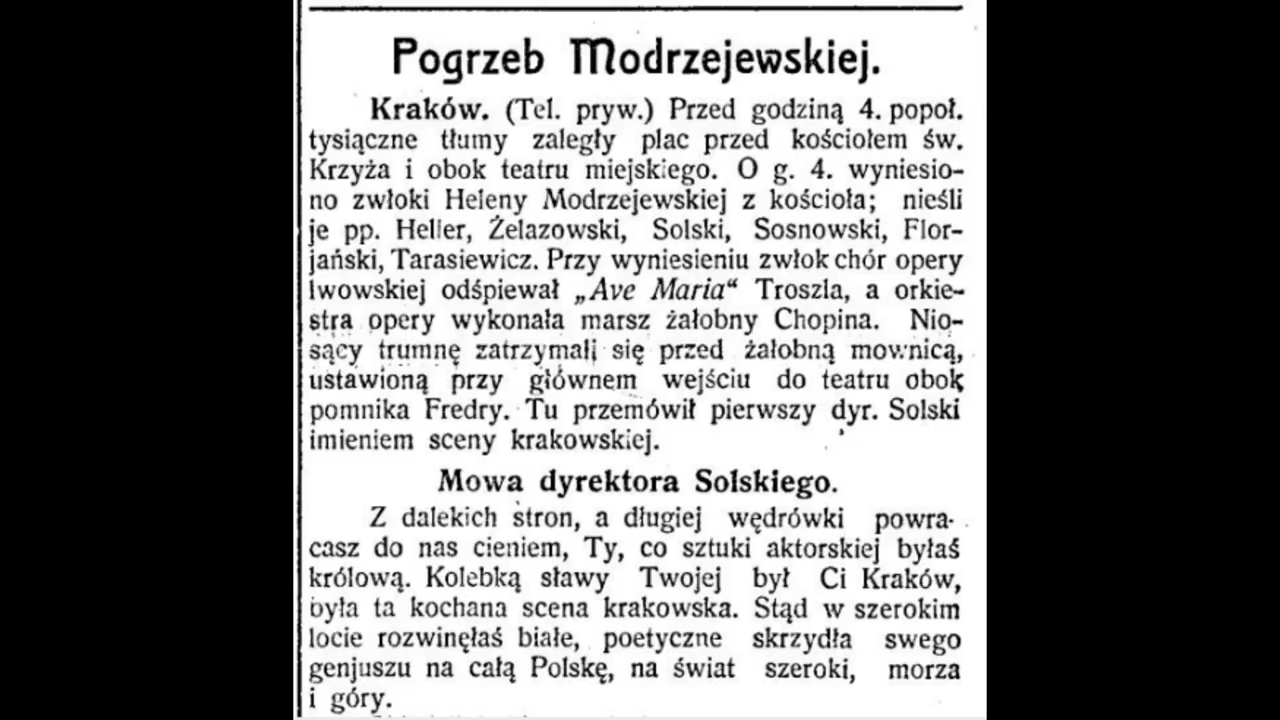 Pogrzeb Modrzejewskiej.
Kraków. (Tel. pryw.) Przed godziną 4. popoł.
tysiączne tłumy zaległy plac przed kościołem św.
Krzyża i obok teatru miejskiego. O g. 4. wyniesio-
no zwłoki Heleny Modrzejewskiej z kościoła; nieśli
je pp. Heller, Żelazowski, Solski, Sosnowski, Flor-
jański, Tarasiewicz. Przy wyniesieniu zwłok chór opery
lwowskiej odśpiewał „Ave Maria“ Troszla, a orkie-
stra opery wykonała marsz żałobny Chopina. Nio-
sący trumnę zatrzymali się przed żałobną mownicą,
ustawioną przy głównem wejściu do teatru obok
pomnika Fredry. Tu przemówił pierwszy dyr. Solski
imieniem sceny krakowskiej.
Mowa dyrektora Solskiego.
Z dalekich stron, a długiej wędrówki powra-
casz do nas cieniem, Ty, co sztuki aktorskiej byłaś
królową. Kolebką sławy Twojej był Ci Kraków,
była ta kochana scena krakowska. Stąd w szerokim
locie rozwinęłaś białe, poetyczne skrzydła swego
genjuszu na całą Polskę, na świat szeroki, morza
i góry.